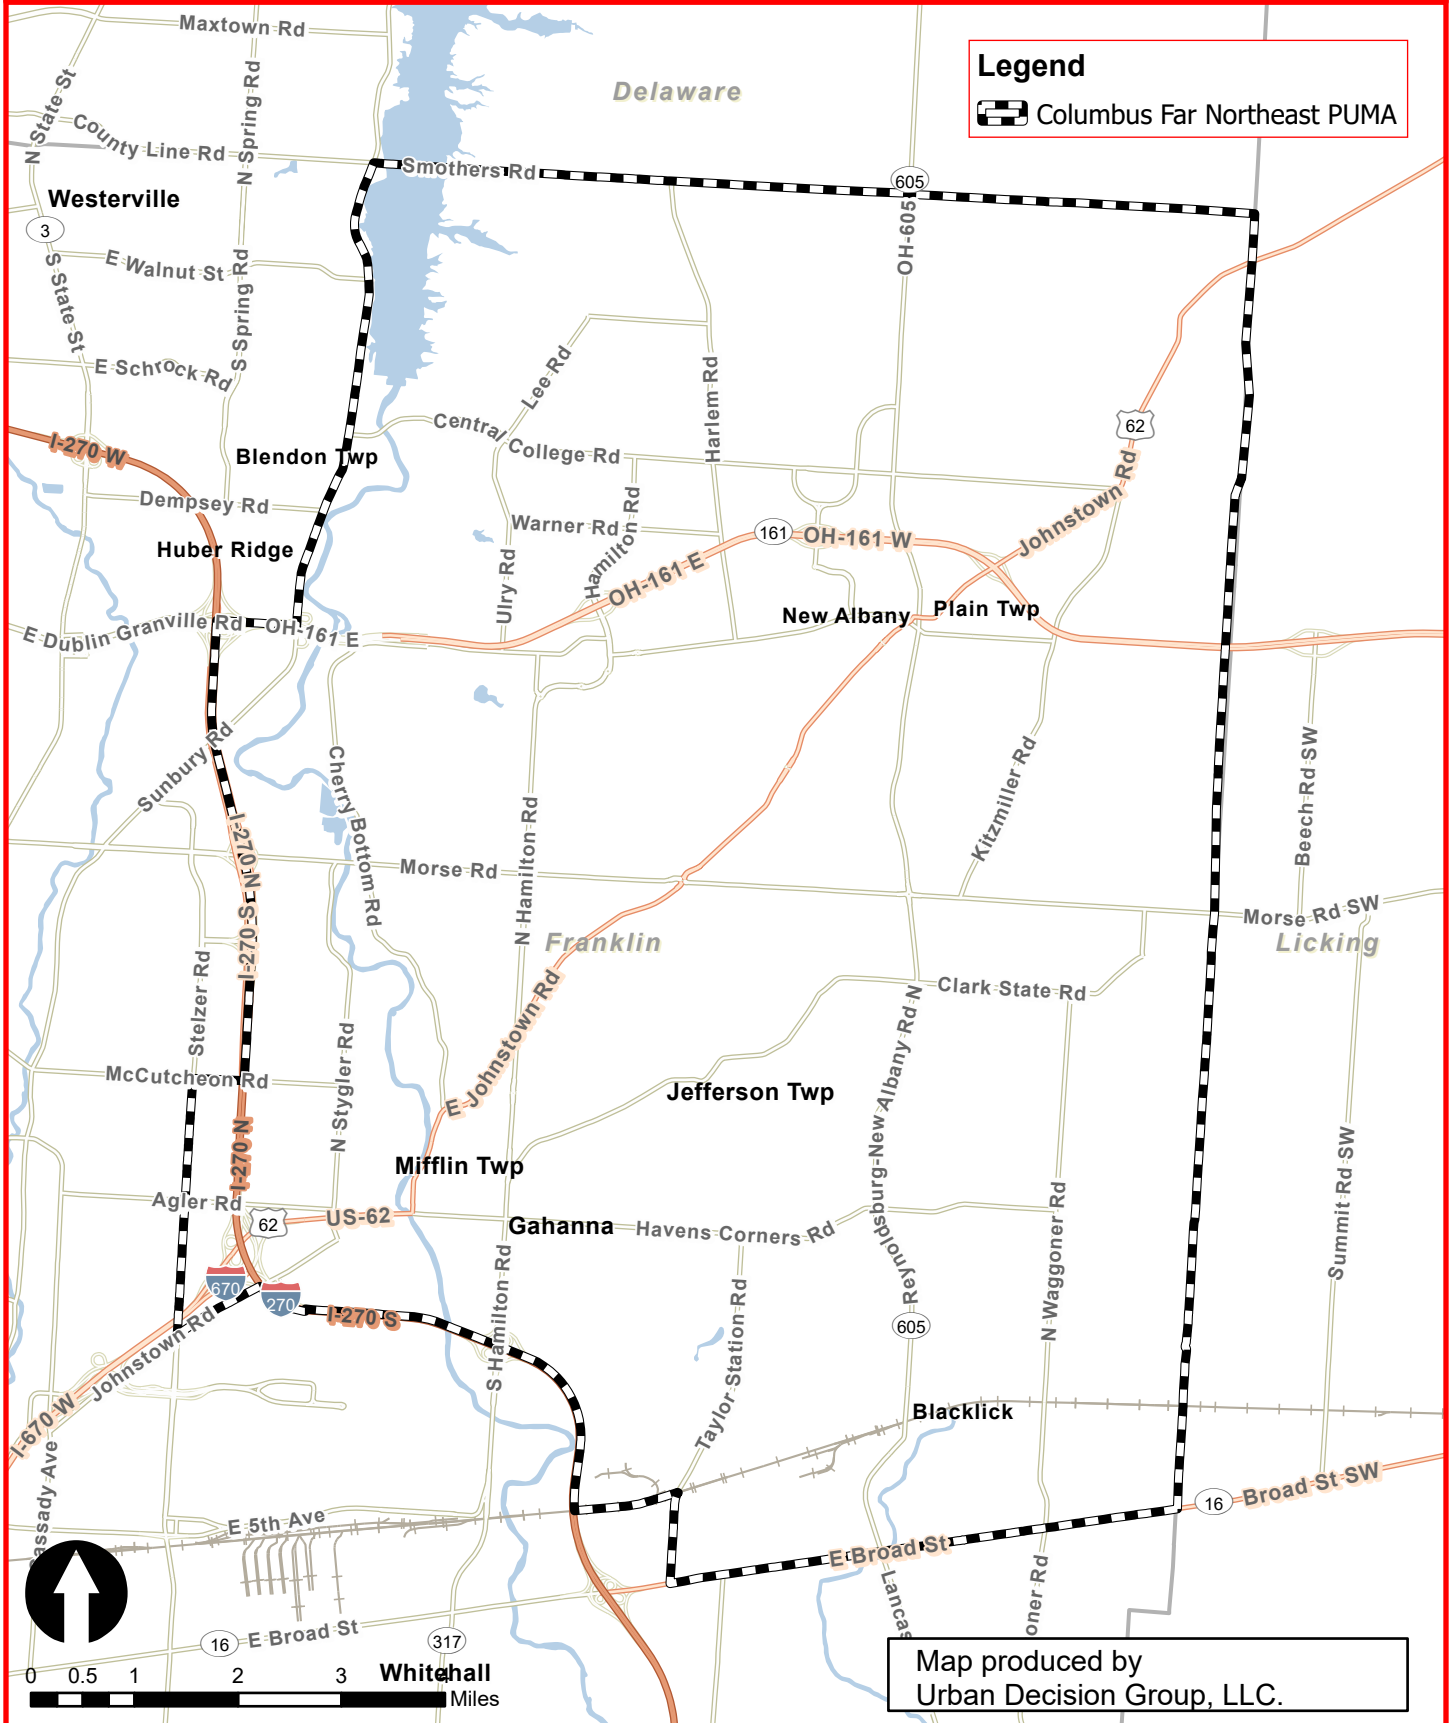 Maxtown Rd
Delaware
Legend
Columbus Far Northeast PUMA
N State St
County Line Rd
N Spring Rd
Smothers Rd
605
Westerville
3
OH-605
E Walnut St
S State St
S Spring Rd
E Schrock Rd
Lee Rd
Harlem Rd
62
Central College Rd
I-270 W
Blendon Twp
Johnstown Rd
Dempsey Rd
Hamilton Rd
Warner Rd
161
OH-161 W
Huber Ridge
OH-161 E
Ulry Rd
New Albany
Plain Twp
E Dublin Granville Rd
OH-161 E
Sunbury Rd
Cherry Bottom Rd
Kitzmiller Rd
Beech Rd SW
N Hamilton Rd
I-270 N
Morse Rd
I-270 S
Morse Rd SW
Franklin
Licking
Stelzer Rd
Clark State Rd
E Johnstown Rd
N Stygler Rd
McCutcheon Rd
Jefferson Twp
Reynoldsburg-New Albany Rd N
I-270 N
Mifflin Twp
Summit Rd SW
Agler Rd
62
US-62
Gahanna
Havens Corners Rd
N Waggoner Rd
670
270
I-270 S
S Hamilton Rd
Taylor Station Rd
Reynoldsburg
605
Johnstown Rd
I-670 W
Blacklick
assady Ave
16
Broad St SW
E 5th Ave
E Broad St
Lancas
oner Rd
16
E Broad St
317
Whitehall
0 0.5 1 2 3 4
Miles
Map produced by
Urban Decision Group, LLC.